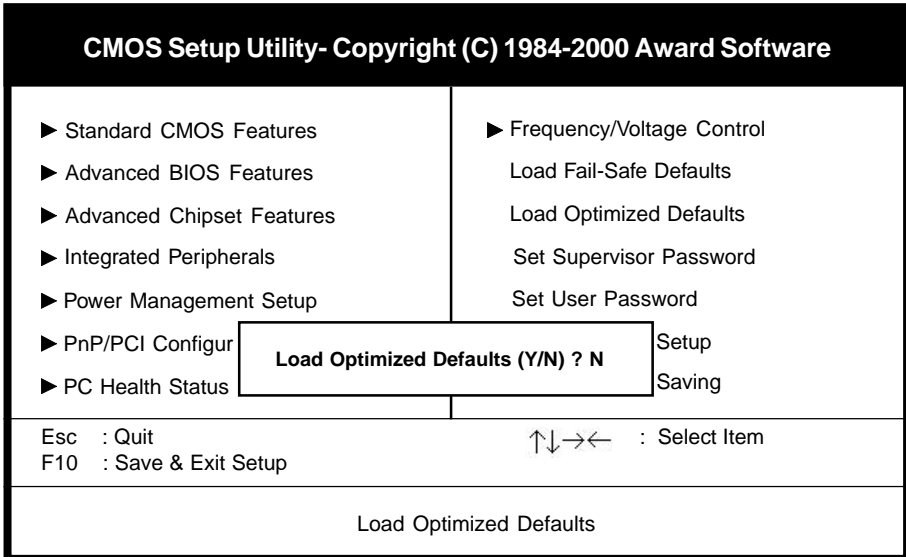 CMOS Setup Utility- Copyright (C) 1984-2000 Award Software
▶ Standard CMOS Features
▶ Advanced BIOS Features
▶ Advanced Chipset Features
▶ Integrated Peripherals
▶ Power Management Setup
▶ PnP/PCI Configur
▶ PC Health Status
▶ Frequency/Voltage Control
Load Fail-Safe Defaults
Load Optimized Defaults
Set Supervisor Password
Set User Password
Setup
Saving
Load Optimized Defaults (Y/N) ? N
Esc : Quit
F10 : Save & Exit Setup
↑↓→← : Select Item
Load Optimized Defaults